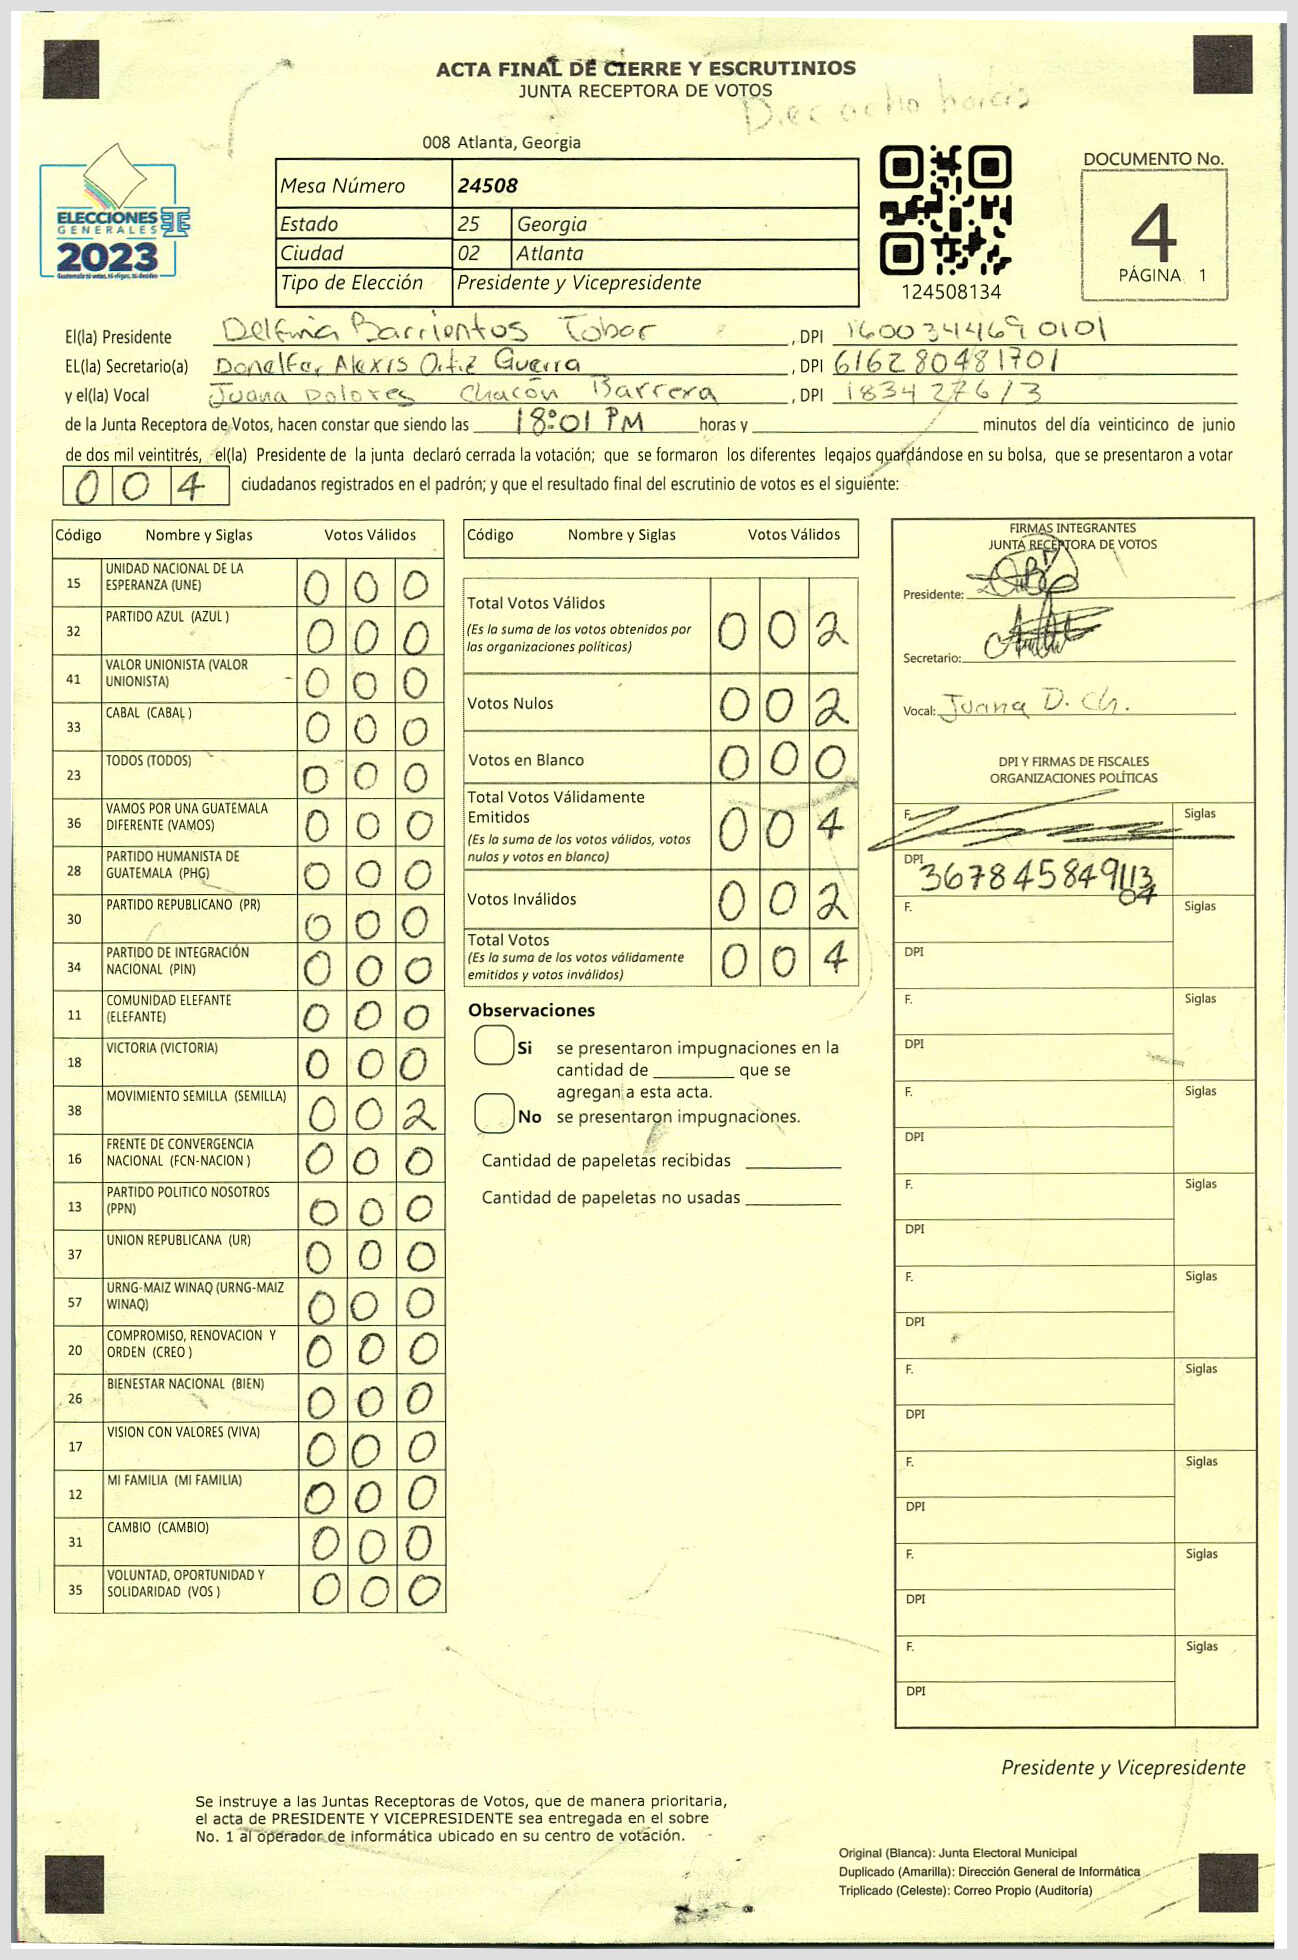 ACTA FINAL DE CIERRE Y ESCRUTINIOS
JUNTA RECEPTORA DE VOTOS
Diec ocho horas
008 Atlanta, Georgia
Mesa Número 24508
Estado 25 Georgia
Ciudad 02 Atlanta
Tipo de Elección Presidente y Vicepresidente
ELECCIONES
GENERALES
2023
124508134
DOCUMENTO No.
4
PÁGINA 1
El(la) Presidente Delfina Barrientos Tobar, DPI 1600344690101
EL(la) Secretario(a) Donelfer Alexis Ortiz Guerra, DPI 616280481701
y el(la) Vocal Juana Dolores Chacón Barrera, DPI 183427613
de la Junta Receptora de Votos, hacen constar que siendo las 18:01 PM horas y minutos del día veinticinco de junio
de dos mil veintitrés, el(la) Presidente de la junta declaró cerrada la votación; que se formaron los diferentes legajos guardándose en su bolsa, que se presentaron a votar
0 0 4 ciudadanos registrados en el padrón; y que el resultado final del escrutinio de votos es el siguiente:
Código Nombre y Siglas Votos Válidos
15 UNIDAD NACIONAL DE LA
ESPERANZA (UNE) 0 0 0
32 PARTIDO AZUL (AZUL ) 0 0 0
41 VALOR UNIONISTA (VALOR
UNIONISTA) 0 0 0
33 CABAL (CABAL ) 0 0 0
23 TODOS (TODOS) 0 0 0
36 VAMOS POR UNA GUATEMALA
DIFERENTE (VAMOS) 0 0 0
28 PARTIDO HUMANISTA DE
GUATEMALA (PHG) 0 0 0
30 PARTIDO REPUBLICANO (PR) 0 0 0
34 PARTIDO DE INTEGRACIÓN
NACIONAL (PIN) 0 0 0
11 COMUNIDAD ELEFANTE
(ELEFANTE) 0 0 0
18 VICTORIA (VICTORIA) 0 0 0
38 MOVIMIENTO SEMILLA (SEMILLA) 0 0 2
16 FRENTE DE CONVERGENCIA
NACIONAL (FCN-NACION ) 0 0 0
13 PARTIDO POLITICO NOSOTROS
(PPN) 0 0 0
37 UNION REPUBLICANA (UR) 0 0 0
57 URNG-MAIZ WINAQ (URNG-MAIZ
WINAQ) 0 0 0
20 COMPROMISO, RENOVACION Y
ORDEN (CREO ) 0 0 0
26 BIENESTAR NACIONAL (BIEN) 0 0 0
17 VISION CON VALORES (VIVA) 0 0 0
12 MI FAMILIA (MI FAMILIA) 0 0 0
31 CAMBIO (CAMBIO) 0 0 0
35 VOLUNTAD, OPORTUNIDAD Y
SOLIDARIDAD (VOS ) 0 0 0
Código Nombre y Siglas Votos Válidos
Total Votos Válidos 0 0 2
(Es la suma de los votos obtenidos por
las organizaciones políticas)
Votos Nulos 0 0 2
Votos en Blanco 0 0 0
Total Votos Válidamente
Emitidos 0 0 4
(Es la suma de los votos válidos, votos
nulos y votos en blanco)
Votos Inválidos 0 0 2
Total Votos 0 0 4
(Es la suma de los votos válidamente
emitidos y votos inválidos)
Observaciones
Si se presentaron impugnaciones en la
cantidad de que se
agregan a esta acta.
No se presentaron impugnaciones.
Cantidad de papeletas recibidas
Cantidad de papeletas no usadas
FIRMAS INTEGRANTES
JUNTA RECEPTORA DE VOTOS
Presidente:
Secretario:
Vocal: Juana D. Ch.
DPI Y FIRMAS DE FISCALES
ORGANIZACIONES POLÍTICAS
F. Siglas
DPI 367845849113
04
F. Siglas
DPI
F. Siglas
DPI
F. Siglas
DPI
F. Siglas
DPI
F. Siglas
DPI
F. Siglas
DPI
F. Siglas
DPI
F. Siglas
DPI
F. Siglas
DPI
Presidente y Vicepresidente
Se instruye a las Juntas Receptoras de Votos, que de manera prioritaria,
el acta de PRESIDENTE Y VICEPRESIDENTE sea entregada en el sobre
No. 1 al operador de informática ubicado en su centro de votación.
Original (Blanca): Junta Electoral Municipal
Duplicado (Amarilla): Dirección General de Informática
Triplicado (Celeste): Correo Propio (Auditoría)